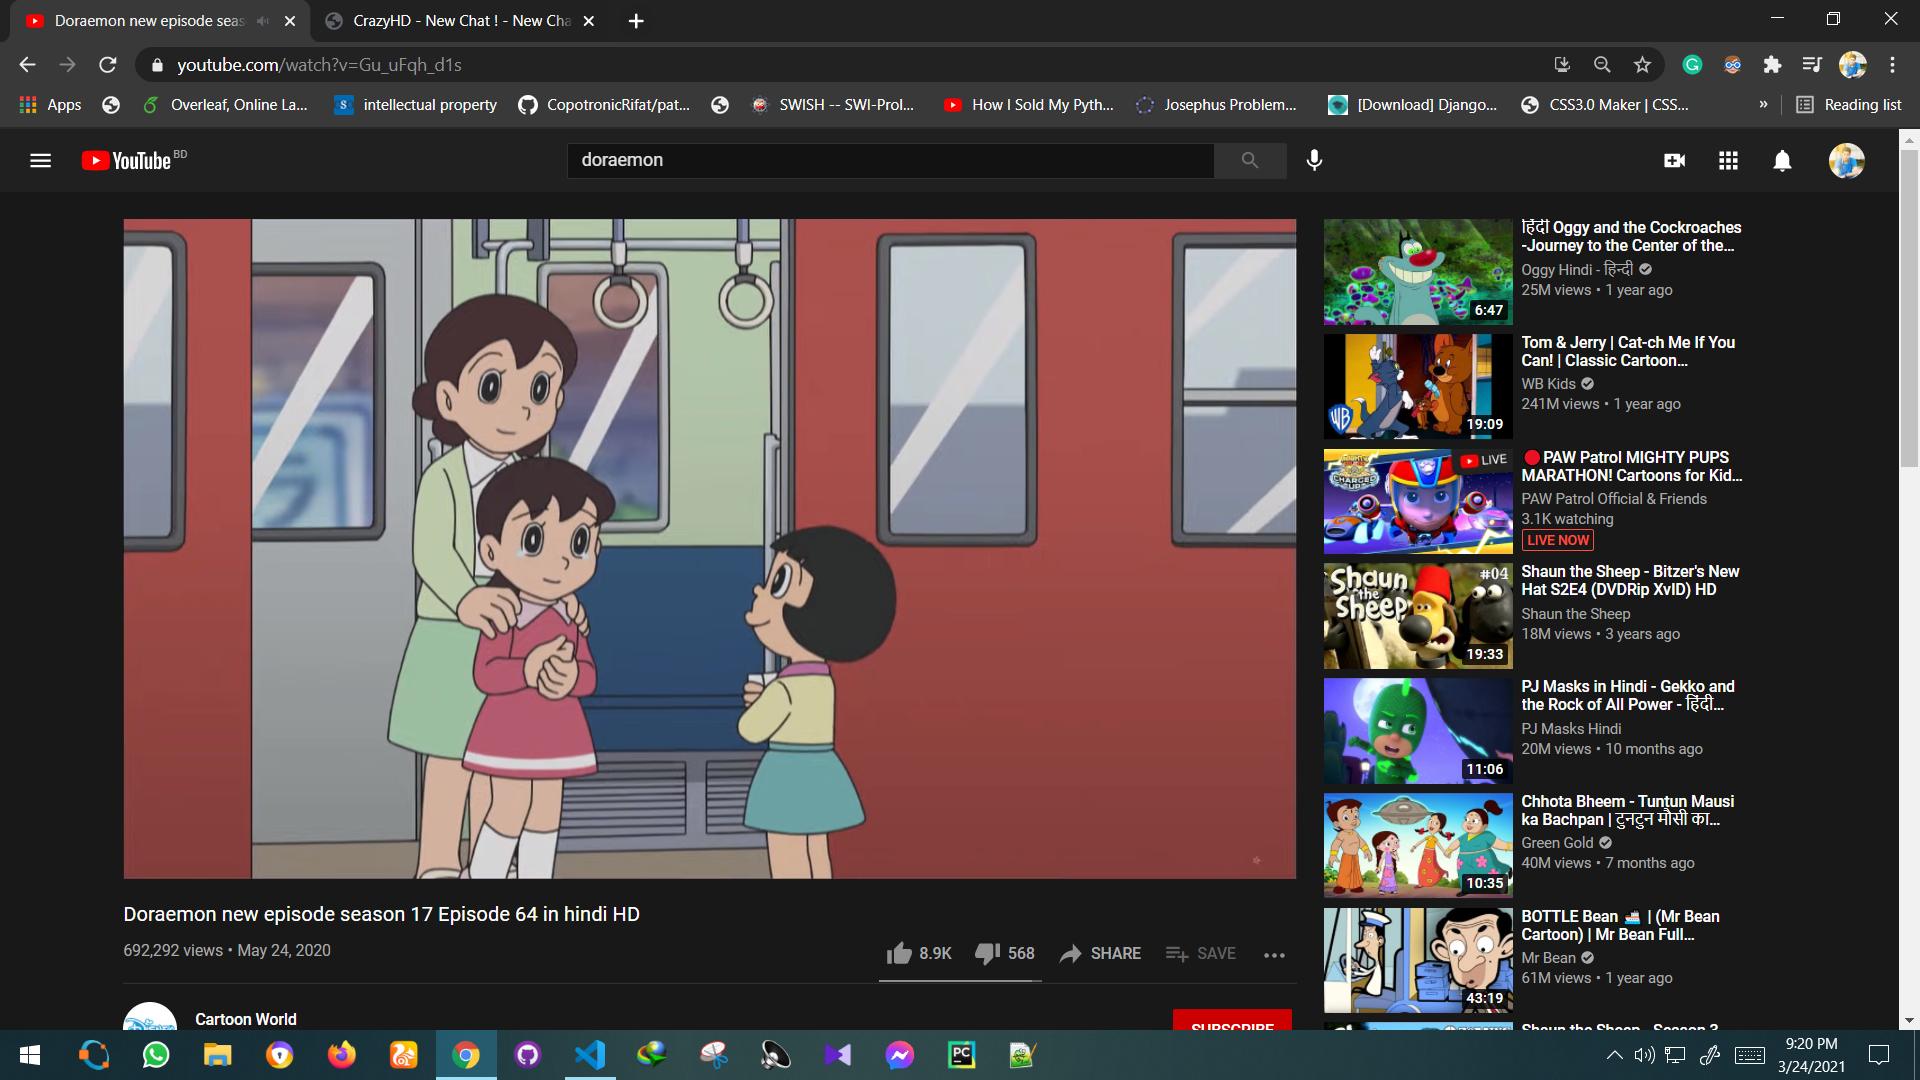 Doraemon new episode seas
CrazyHD - New Chat ! - New Cha
youtube.com/watch?v=Gu_uFqh_d1s
Apps
Overleaf, Online La...
intellectual property
CopotronicRifat/pat...
SWISH -- SWI-Prol...
How I Sold My Pyth...
Josephus Problem...
[Download] Django...
CSS3.0 Maker | CSS...
»
Reading list
YouTube BD
doraemon
हिंदी Oggy and the Cockroaches
-Journey to the Center of the...
Oggy Hindi - हिन्दी
25M views • 1 year ago
6:47
Tom & Jerry | Cat-ch Me If You
Can! | Classic Cartoon...
WB Kids
241M views • 1 year ago
WB
19:09
PAW Patrol MIGHTY PUPS
MARATHON! Cartoons for Kid...
PAW Patrol Official & Friends
3.1K watching
LIVE NOW
LIVE
CHARGED UP
Shaun the Sheep - Bitzer's New
Hat S2E4 (DVDRip XviD) HD
Shaun the Sheep
18M views • 3 years ago
Shaun the Sheep
#04
19:33
PJ Masks in Hindi - Gekko and
the Rock of All Power - हिंदी...
PJ Masks Hindi
20M views • 10 months ago
11:06
Chhota Bheem - Tuntun Mausi
ka Bachpan | टुनटुन मौसी का...
Green Gold
40M views • 7 months ago
10:35
BOTTLE Bean 🚢 | (Mr Bean
Cartoon) | Mr Bean Full...
Mr Bean
61M views • 1 year ago
43:19
Shaun the Sheep - Season 3
Doraemon new episode season 17 Episode 64 in hindi HD
692,292 views • May 24, 2020
8.9K
568
SHARE
SAVE
Cartoon World
SUBSCRIBE
PC
9:20 PM
3/24/2021